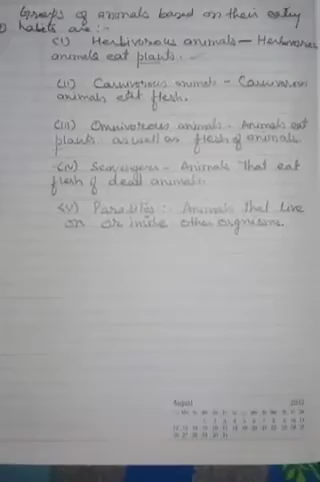 Groups of animals based on their eating
habits are :-
(i) Herbivorous animals - Herbivorous
animals eat plants. -
(ii) Carnivorous animals - Carnivorous
animals eat flesh.
(iii) Omnivorous animals - Animals eat
plants as well as flesh of animals.
(iv) Scavengers - Animals that eat
flesh of dead animals.
(v) Parasites :- Animals that live
on or inside other orgnisms.
August 2012